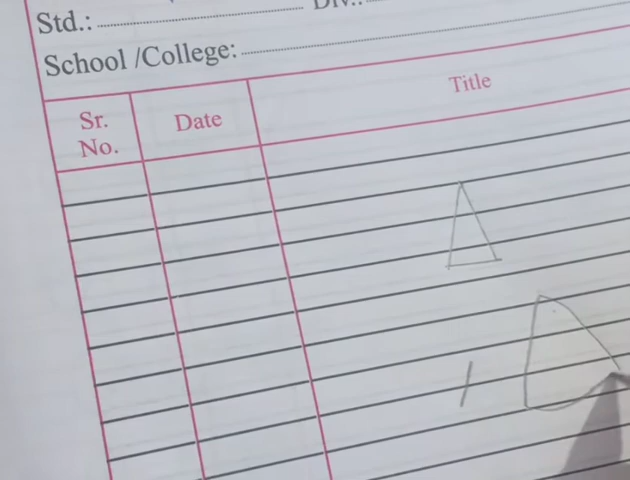 Std.:
School /College:
Sr. No.
Date
Title